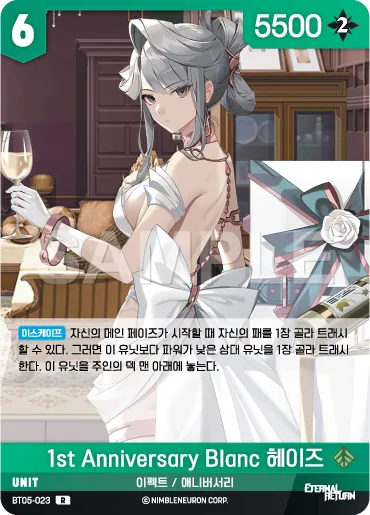 6
5500 2
SAMPLE
이스케이프 자신의 메인 페이즈가 시작할 때 자신의 패를 1장 골라 트래시
할 수 있다. 그러면 이 유닛보다 파워가 낮은 상대 유닛을 1장 골라 트래시
한다. 이 유닛을 주인의 덱 맨 아래에 놓는다.
1st Anniversary Blanc 헤이즈
UNIT 이펙트 / 애니버서리
BT05-023 R ⓒ NIMBLENEURON CORP. ETERNAL
RETURN